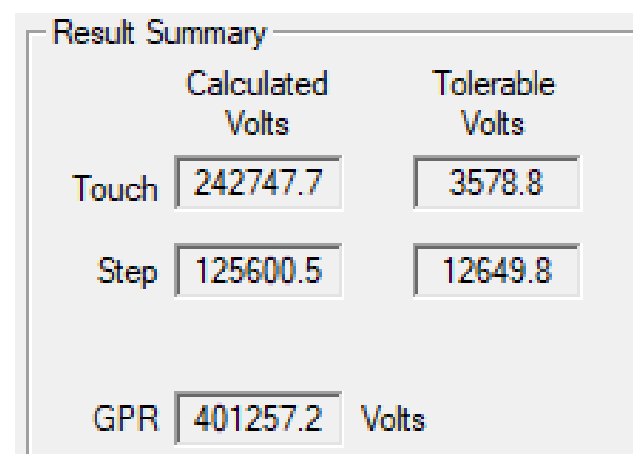 Result Summary
Calculated Volts Tolerable Volts
Touch 242747.7 3578.8
Step 125600.5 12649.8
GPR 401257.2 Volts